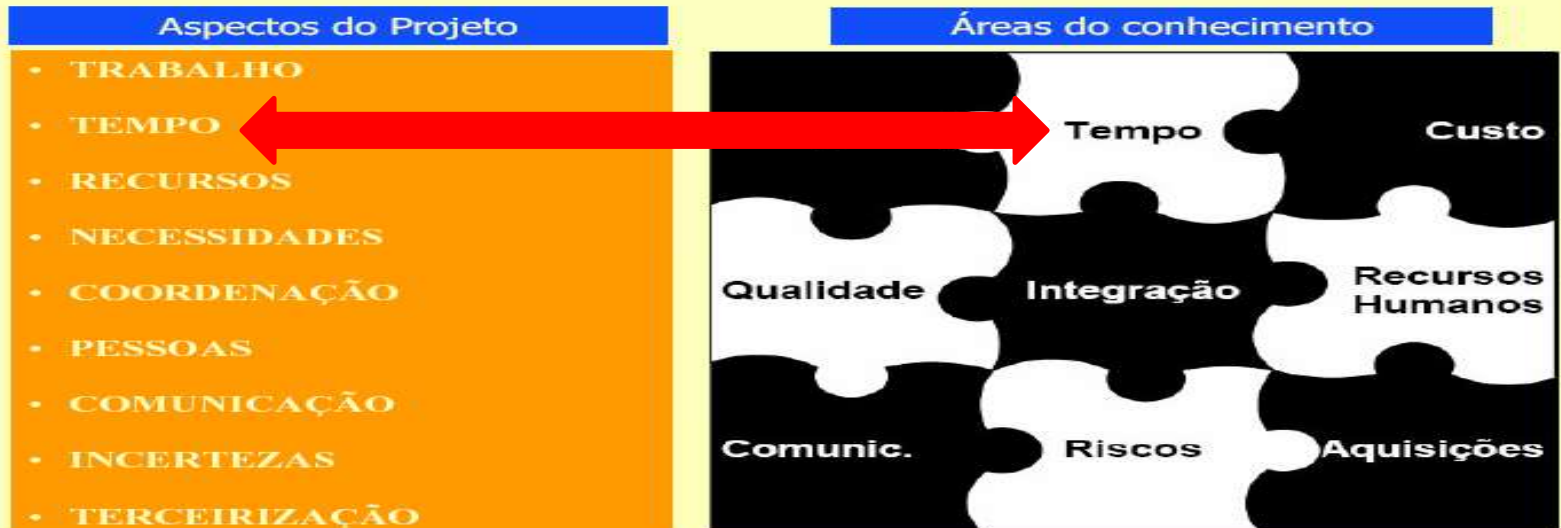 Aspectos do Projeto
• TRABALHO
• TEMPO
• RECURSOS
• NECESSIDADES
• COORDENAÇÃO
• PESSOAS
• COMUNICAÇÃO
• INCERTEZAS
• TERCEIRIZAÇÃO
Áreas do conhecimento
Tempo
Custo
Qualidade
Integração
Recursos
Humanos
Comunic.
Riscos
Aquisições